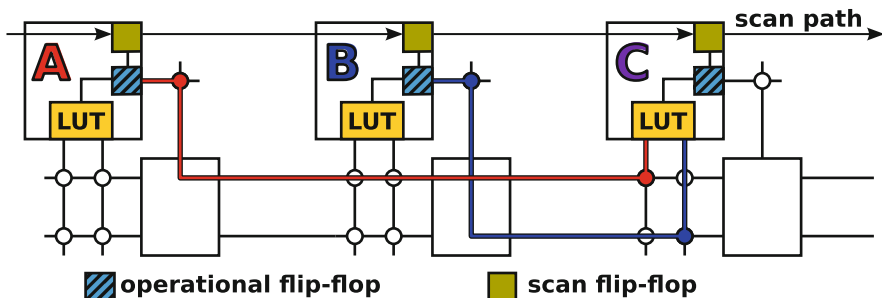 scan path
A
B
C
LUT
LUT
LUT
operational flip-flop
scan flip-flop